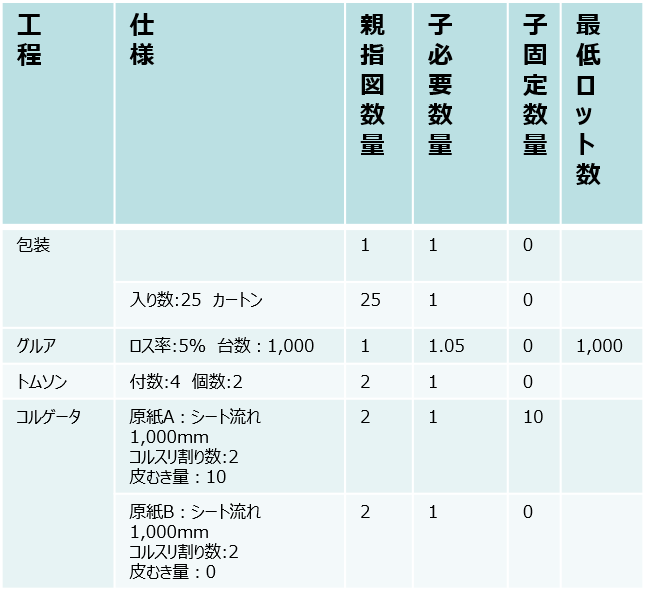 工程 仕様 親指図数量 子必要数量 子固定数量 最低ロット数
包装 1 1 0
入り数:25 カートン 25 1 0
グルア ロス率:5% 台数：1,000 1 1.05 0 1,000
トムソン 付数:4 個数:2 2 1 0
コルゲータ 原紙A：シート流れ 2 1 10
1,000mm
コルスリ割り数:2
皮むき量：10
原紙B：シート流れ 2 1 0
1,000mm
コルスリ割り数:2
皮むき量：0